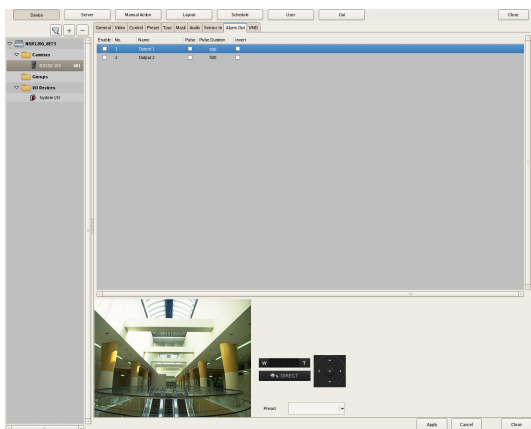 Device Server Manual Action Layout Schedule User Gui Close
General Video Control Preset Tour Mask Audio Sensor In Alarm Out VMD
Enable No. Name Pulse Pulse Duration Invert
1 Output 1 500
2 Output 2 500
Cameras
Groups
I/O Devices
System I/O
W T
DIRECT
Preset
Apply Cancel Close